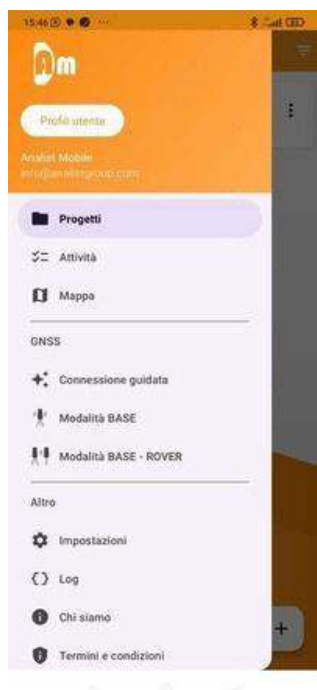 15:46
Am
Profilo utente
Analist Mobile
info@analistgroup.com
Progetti
Attività
Mappa
GNSS
Connessione guidata
Modalità BASE
Modalità BASE - ROVER
Altro
Impostazioni
Log
Chi siamo
Termini e condizioni